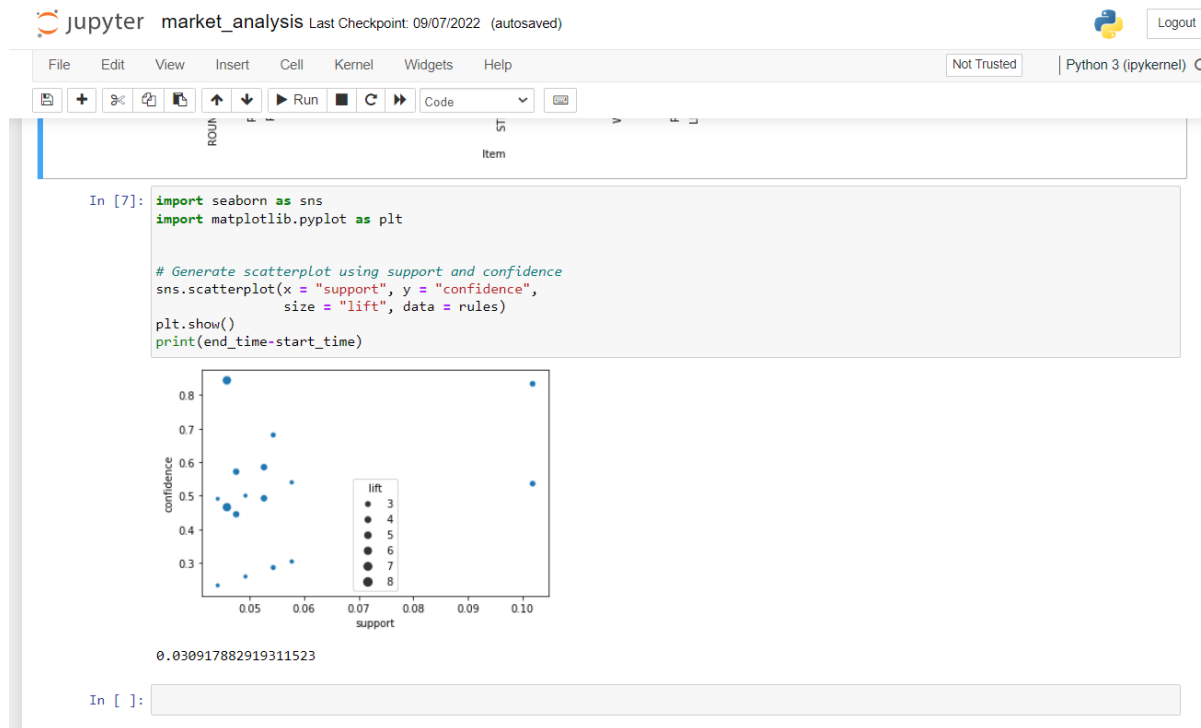 jupyter market_analysis Last Checkpoint: 09/07/2022 (autosaved)
Logout
File Edit View Insert Cell Kernel Widgets Help
Not Trusted
Python 3 (ipykernel)
Run
Code
Item
In [7]:
import seaborn as sns
import matplotlib.pyplot as plt
# Generate scatterplot using support and confidence
sns.scatterplot(x = "support", y = "confidence",
size = "lift", data = rules)
plt.show()
print(end_time-start_time)
0.8
0.7
0.6
0.5
0.4
0.3
confidence
lift
3
4
5
6
7
8
0.05 0.06 0.07 0.08 0.09 0.10
support
0.030917882919311523
In [ ]: